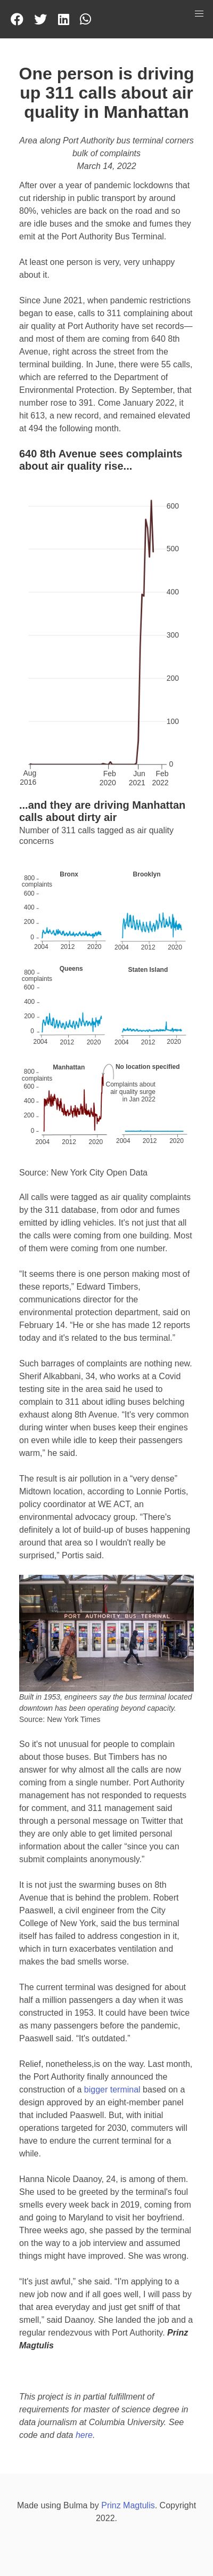 One person is driving
up 311 calls about air
quality in Manhattan
Area along Port Authority bus terminal corners
bulk of complaints
March 14, 2022
After over a year of pandemic lockdowns that
cut ridership in public transport by around
80%, vehicles are back on the road and so
are idle buses and the smoke and fumes they
emit at the Port Authority Bus Terminal.
At least one person is very, very unhappy
about it.
Since June 2021, when pandemic restrictions
began to ease, calls to 311 complaining about
air quality at Port Authority have set records—
and most of them are coming from 640 8th
Avenue, right across the street from the
terminal building. In June, there were 55 calls,
which are referred to the Department of
Environmental Protection. By September, that
number rose to 391. Come January 2022, it
hit 613, a new record, and remained elevated
at 494 the following month.
640 8th Avenue sees complaints
about air quality rise...
600
500
400
300
200
100
0
Aug
2016
Feb
2020
Jun
2021
Feb
2022
...and they are driving Manhattan
calls about dirty air
Number of 311 calls tagged as air quality
concerns
Bronx
Brooklyn
800
complaints
600
400
200
0
2004 2012 2020
2004 2012 2020
Queens
Staten Island
800
complaints
600
400
200
0
2004 2012 2020
2004 2012 2020
Manhattan
No location specified
800
complaints
600
400
200
0
Complaints about
air quality surge
in Jan 2022
2004 2012 2020
2004 2012 2020
Source: New York City Open Data
All calls were tagged as air quality complaints
by the 311 database, from odor and fumes
emitted by idling vehicles. It's not just that all
the calls were coming from one building. Most
of them were coming from one number.
“It seems there is one person making most of
these reports,” Edward Timbers,
communications director for the
environmental protection department, said on
February 14. “He or she has made 12 reports
today and it's related to the bus terminal.”
Such barrages of complaints are nothing new.
Sherif Alkabbani, 34, who works at a Covid
testing site in the area said he used to
complain to 311 about idling buses belching
exhaust along 8th Avenue. “It's very common
during winter when buses keep their engines
on even while idle to keep their passengers
warm,” he said.
The result is air pollution in a “very dense”
Midtown location, according to Lonnie Portis,
policy coordinator at WE ACT, an
environmental advocacy group. “There's
definitely a lot of build-up of buses happening
around that area so I wouldn't really be
surprised,” Portis said.
PORT AUTHORITY BUS TERMINAL
Built in 1953, engineers say the bus terminal located
downtown has been operating beyond capacity.
Source: New York Times
So it's not unusual for people to complain
about those buses. But Timbers has no
answer for why almost all the calls are now
coming from a single number. Port Authority
management has not responded to requests
for comment, and 311 management said
through a personal message on Twitter that
they are only able to get limited personal
information about the caller “since you can
submit complaints anonymously.”
It is not just the swarming buses on 8th
Avenue that is behind the problem. Robert
Paaswell, a civil engineer from the City
College of New York, said the bus terminal
itself has failed to address congestion in it,
which in turn exacerbates ventilation and
makes the bad smells worse.
The current terminal was designed for about
half a million passengers a day when it was
constructed in 1953. It could have been twice
as many passengers before the pandemic,
Paaswell said. “It's outdated.”
Relief, nonetheless,is on the way. Last month,
the Port Authority finally announced the
construction of a bigger terminal based on a
design approved by an eight-member panel
that included Paaswell. But, with initial
operations targeted for 2030, commuters will
have to endure the current terminal for a
while.
Hanna Nicole Daanoy, 24, is among of them.
She used to be greeted by the terminal's foul
smells every week back in 2019, coming from
and going to Maryland to visit her boyfriend.
Three weeks ago, she passed by the terminal
on the way to a job interview and assumed
things might have improved. She was wrong.
“It's just awful,” she said. “I'm applying to a
new job now and if all goes well, I will pass by
that area everyday and just get sniff of that
smell,” said Daanoy. She landed the job and a
regular rendezvous with Port Authority. Prinz
Magtulis
This project is in partial fulfillment of
requirements for master of science degree in
data journalism at Columbia University. See
code and data here.
Made using Bulma by Prinz Magtulis. Copyright
2022.